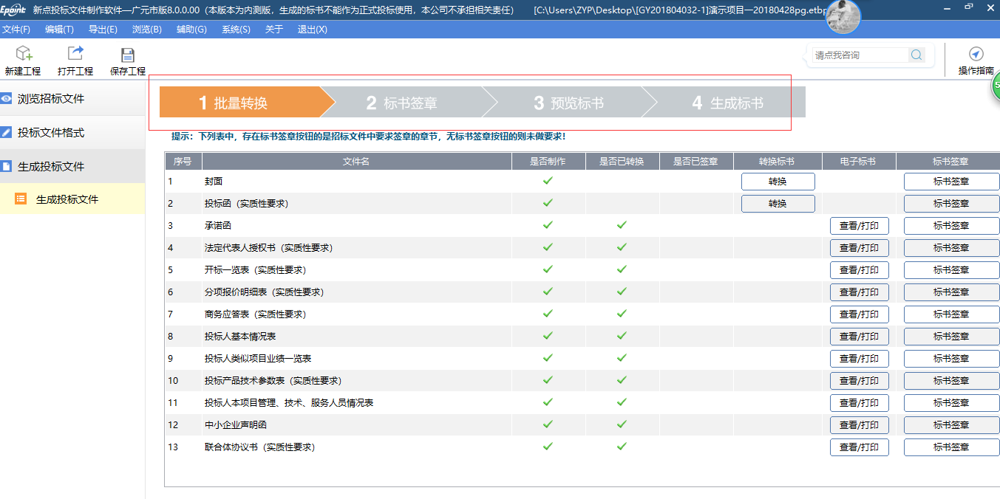 Epoint 新点投标文件制作软件—广元市版8.0.0.00（本版本为内测版，生成的标书不能作为正式投标使用，本公司不承担相关责任） [C:\Users\ZYP\Desktop\[GY201804032-1]演示项目—20180428pg.etbp
文件(F) 编辑(T) 导出(E) 浏览(B) 辅助(G) 系统(S) 关于 退出(X)
请点我咨询
新建工程 打开工程 保存工程 操作指南
浏览招标文件
投标文件格式
生成投标文件
生成投标文件
1 批量转换 2 标书签章 3 预览标书 4 生成标书
提示：下列表中，存在标书签章按钮的是招标文件中要求签章的章节，无标书签章按钮的则未做要求！
序号 文件名 是否制作 是否已转换 是否已签章 转换标书 电子标书 标书签章
1 封面 转换 标书签章
2 投标函（实质性要求） 转换 标书签章
3 承诺函 查看/打印 标书签章
4 法定代表人授权书（实质性要求） 查看/打印 标书签章
5 开标一览表（实质性要求） 查看/打印 标书签章
6 分项报价明细表（实质性要求） 查看/打印 标书签章
7 商务应答表（实质性要求） 查看/打印 标书签章
8 投标人基本情况表 查看/打印 标书签章
9 投标人类似项目业绩一览表 查看/打印 标书签章
10 投标产品技术参数表（实质性要求） 查看/打印 标书签章
11 投标人本项目管理、技术、服务人员情况表 查看/打印 标书签章
12 中小企业声明函 查看/打印 标书签章
13 联合体协议书（实质性要求） 查看/打印 标书签章